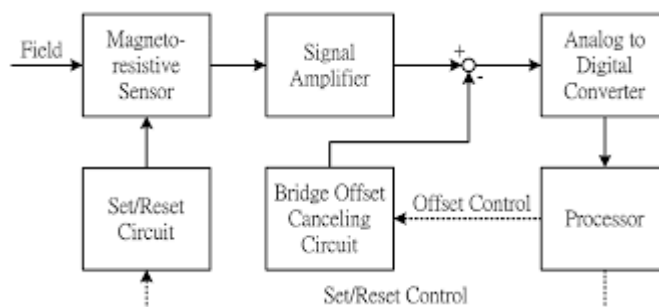 Field
Magneto-
resistive
Sensor
Signal
Amplifier
+
-
Analog to
Digital
Converter
Set/Reset
Circuit
Bridge Offset
Canceling
Circuit
Offset Control
Processor
Set/Reset Control